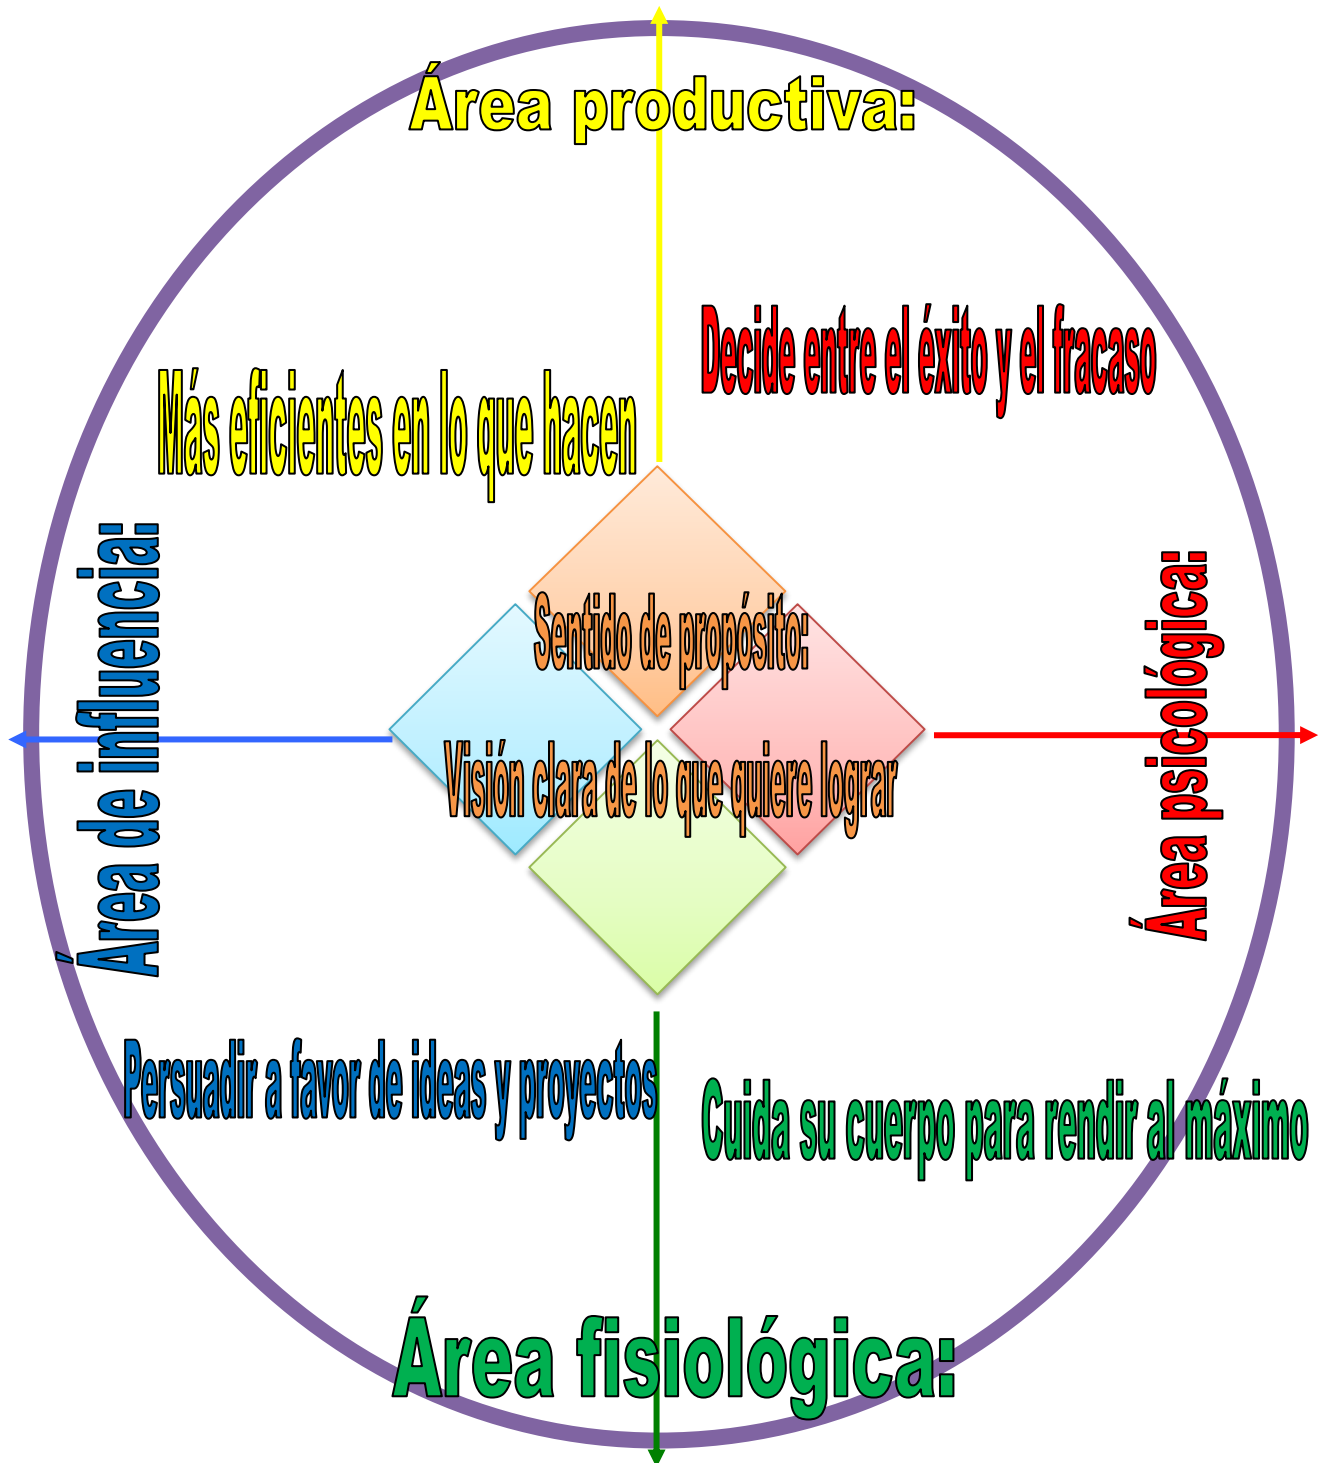 Área productiva:
Decide entre el éxito y el fracaso
Más eficientes en lo que hacen
Área de influencia:
Área psicológica:
Sentido de propósito:
Visión clara de lo que quiere lograr
Persuadir a favor de ideas y proyectos
Cuida su cuerpo para rendir al máximo
Área fisiológica: